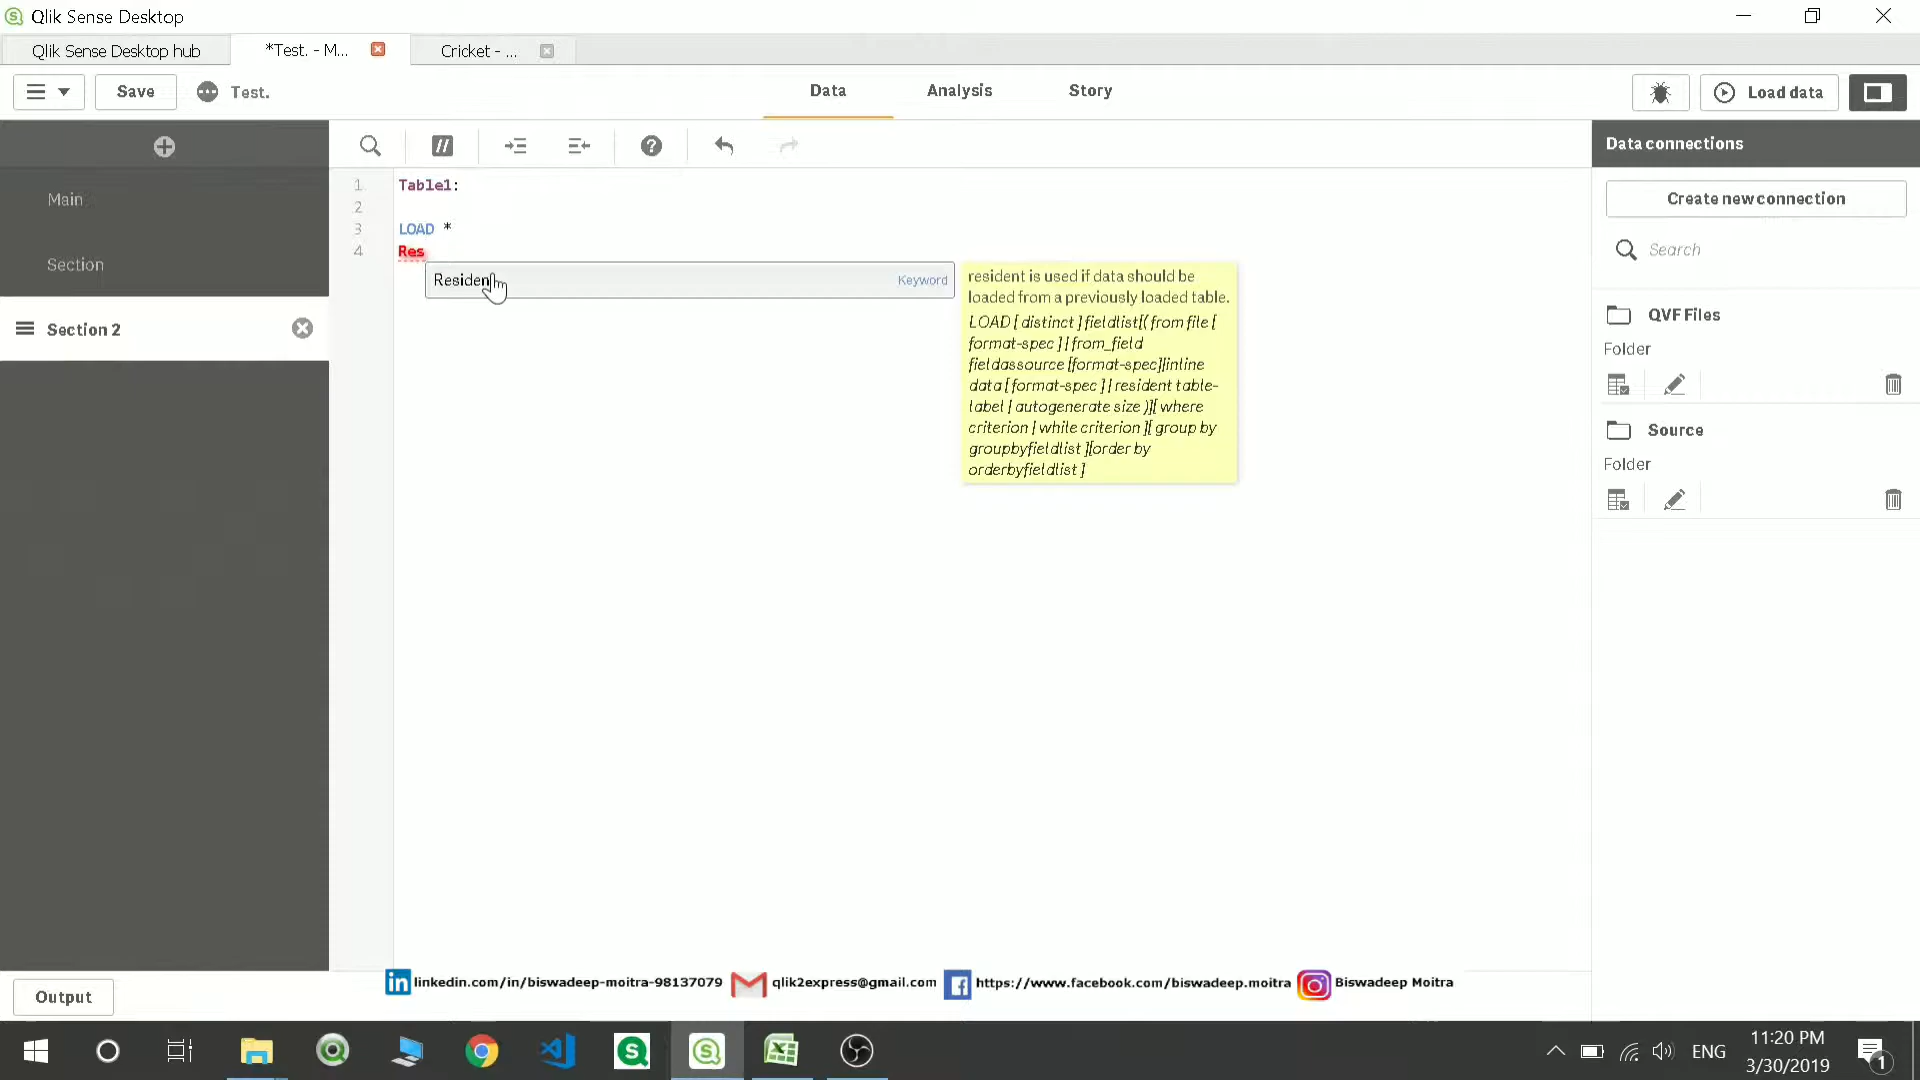 Qlik Sense Desktop
Qlik Sense Desktop hub
*Test. - M...
Cricket - ...
Save
Test.
Data
Analysis
Story
Load data
Main
Section
Section 2
1 Table1:
2
3 LOAD *
4 Res
Resident
Keyword
resident is used if data should be
loaded from a previously loaded table.
LOAD [ distinct ] fieldlist[( from file [
format-spec ] | from_field
fieldassource [format-spec]|inline
data [ format-spec ] | resident table-
label | autogenerate size )][ where
criterion | while criterion ][ group by
groupbyfieldlist ][order by
orderbyfieldlist ]
Data connections
Create new connection
Search
QVF Files
Folder
Source
Folder
Output
linkedin.com/in/biswadeep-moitra-98137079
qlik2express@gmail.com
https://www.facebook.com/biswadeep.moitra
Biswadeep Moitra
ENG
11:20 PM
3/30/2019
1